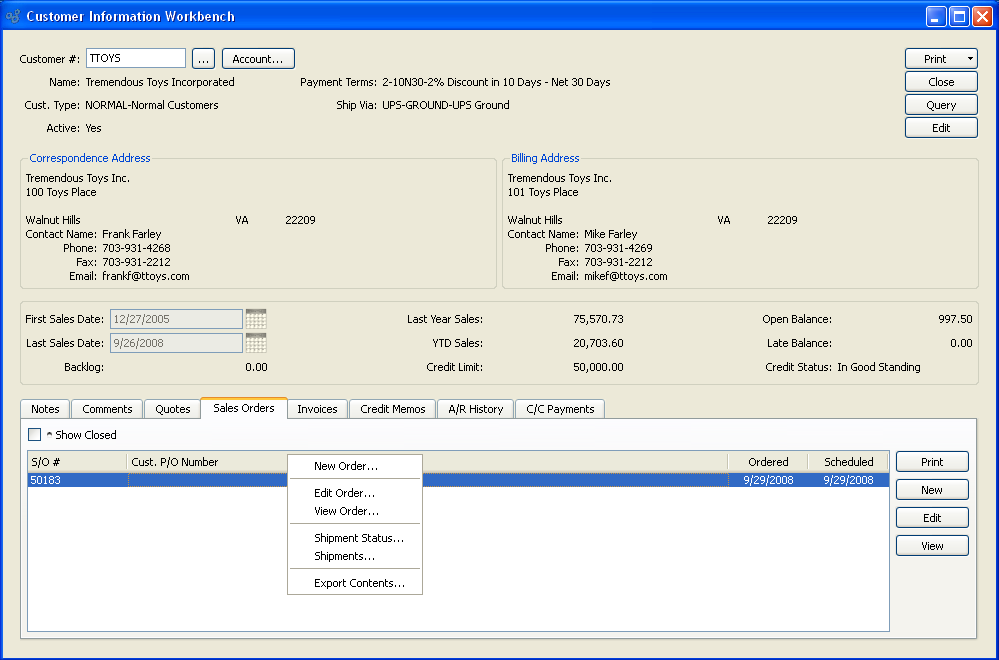 Customer Information Workbench
Customer #: TTOYS ... Account... Print
Name: Tremendous Toys Incorporated Payment Terms: 2-10N30-2% Discount in 10 Days - Net 30 Days Close
Cust. Type: NORMAL-Normal Customers Ship Via: UPS-GROUND-UPS Ground Query
Active: Yes Edit
Correspondence Address
Tremendous Toys Inc.
100 Toys Place
Walnut Hills VA 22209
Contact Name: Frank Farley
Phone: 703-931-4268
Fax: 703-931-2212
Email: frankf@ttoys.com
Billing Address
Tremendous Toys Inc.
101 Toys Place
Walnut Hills VA 22209
Contact Name: Mike Farley
Phone: 703-931-4269
Fax: 703-931-2212
Email: mikef@ttoys.com
First Sales Date: 12/27/2005 Last Year Sales: 75,570.73 Open Balance: 997.50
Last Sales Date: 9/26/2008 YTD Sales: 20,703.60 Late Balance: 0.00
Backlog: 0.00 Credit Limit: 50,000.00 Credit Status: In Good Standing
Notes Comments Quotes Sales Orders Invoices Credit Memos A/R History C/C Payments
^ Show Closed
S/O # Cust. P/O Number Ordered Scheduled
50183 9/29/2008 9/29/2008
New Order...
Edit Order...
View Order...
Shipment Status...
Shipments...
Export Contents...
Print
New
Edit
View